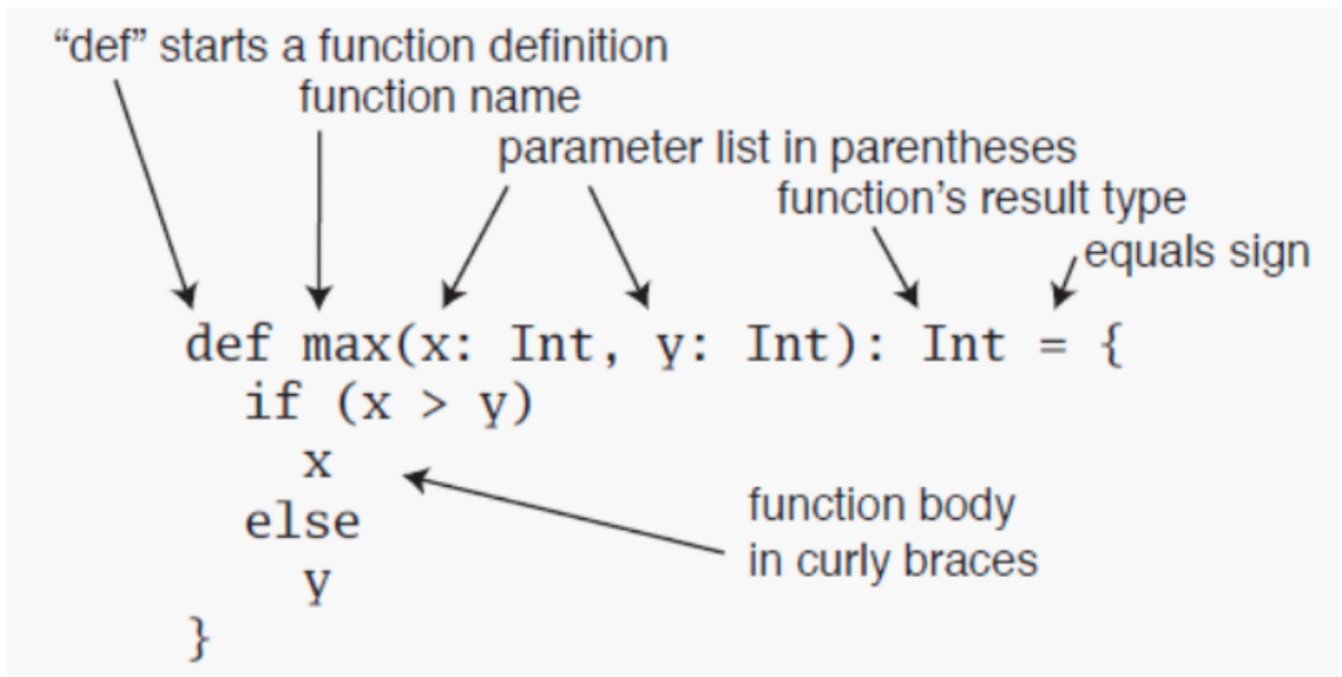 “def” starts a function definition
function name
parameter list in parentheses
function’s result type
equals sign
def max(x: Int, y: Int): Int = {
if (x > y)
x
else
y
}
function body
in curly braces